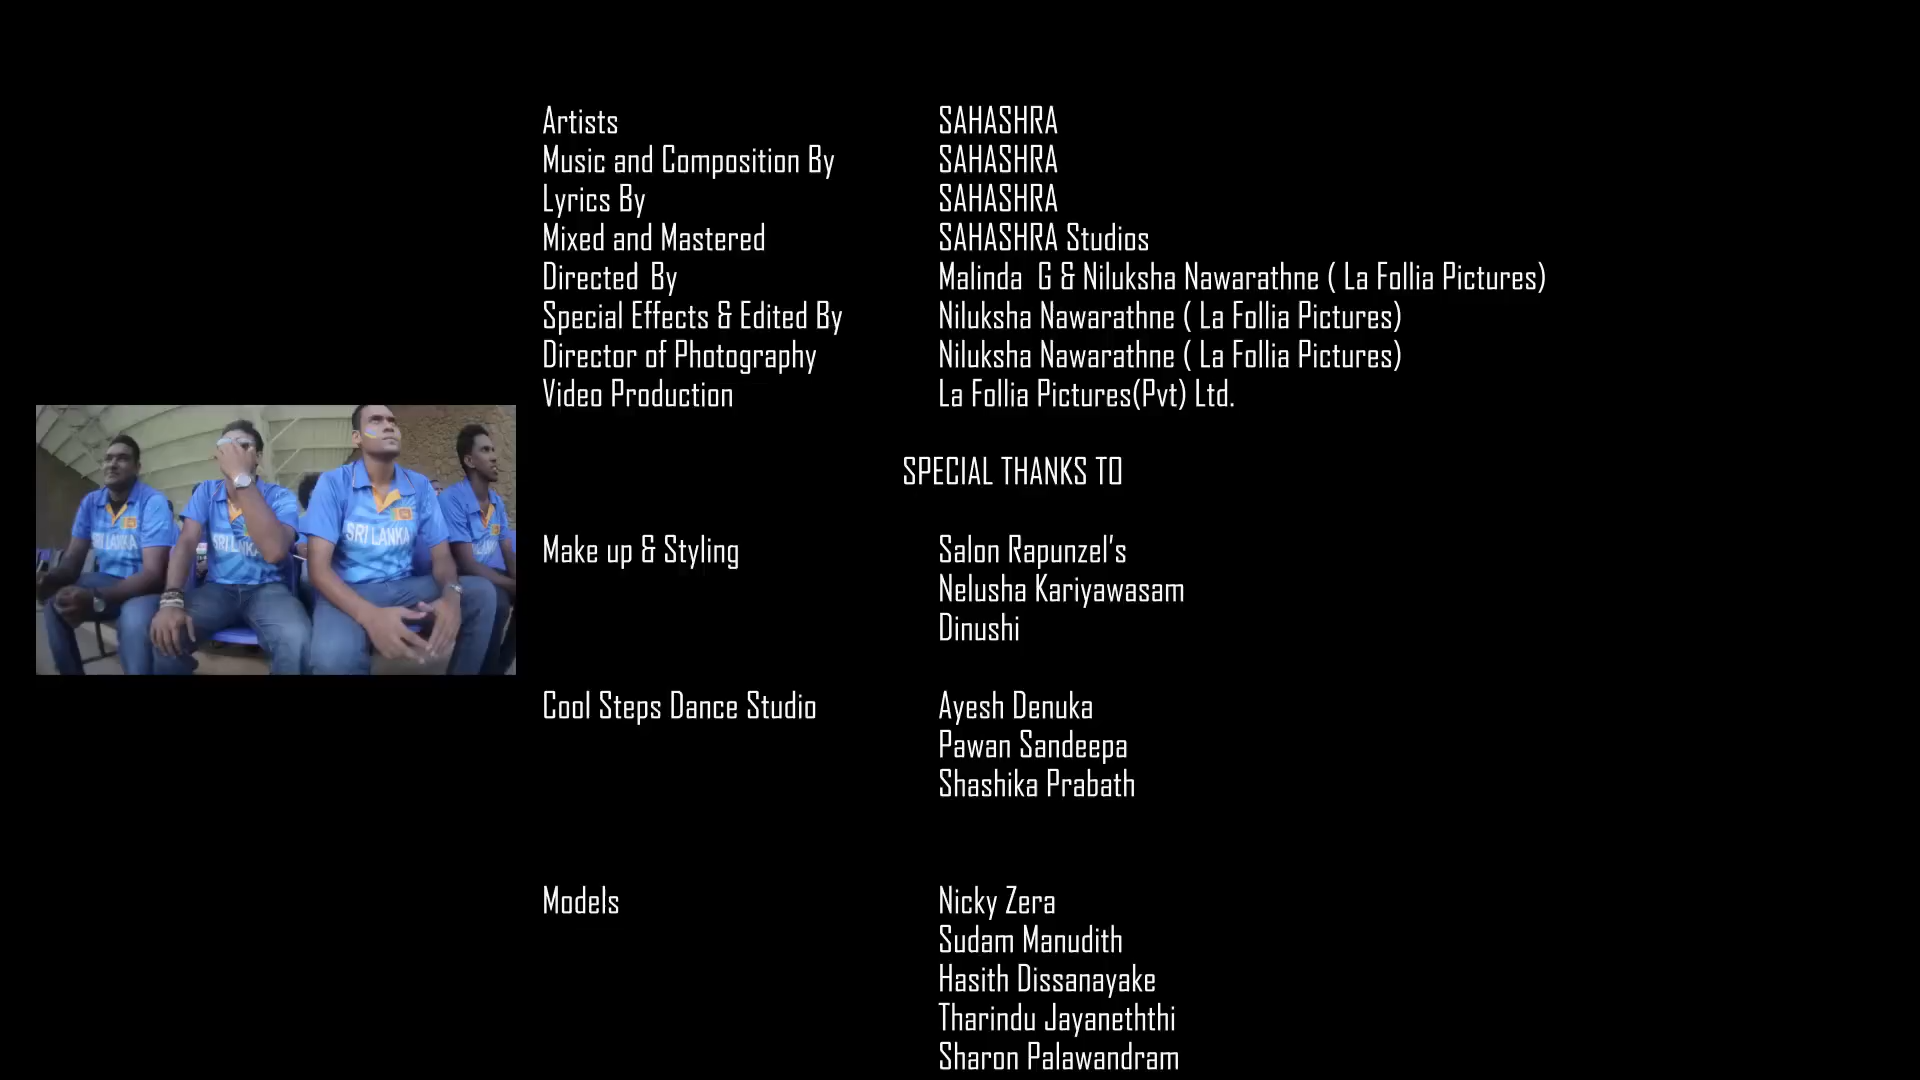 Artists SAHASHRA
Music and Composition By SAHASHRA
Lyrics By SAHASHRA
Mixed and Mastered SAHASHRA Studios
Directed By Malinda G & Niluksha Nawarathne ( La Follia Pictures)
Special Effects & Edited By Niluksha Nawarathne ( La Follia Pictures)
Director of Photography Niluksha Nawarathne ( La Follia Pictures)
Video Production La Follia Pictures(Pvt) Ltd.
SPECIAL THANKS TO
SRI LANKA
Make up & Styling Salon Rapunzel's
Nelusha Kariyawasam
Dinushi
Cool Steps Dance Studio Ayesh Denuka
Pawan Sandeepa
Shashika Prabath
Models Nicky Zera
Sudam Manudith
Hasith Dissanayake
Tharindu Jayaneththi
Sharon Palawandram